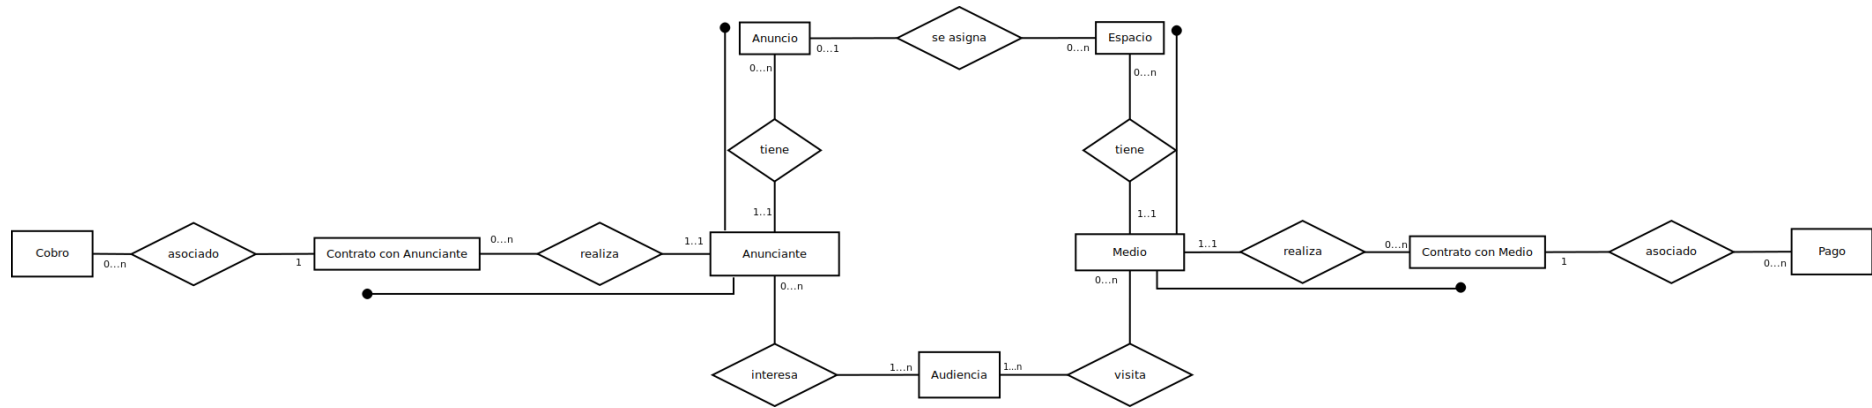 Anuncio
0...1
se asigna
0...n
Espacio
0...n
0...n
tiene
tiene
1..1
1..1
Cobro
0...n
asociado
1
Contrato con Anunciante
0...n
realiza
1..1
Anunciante
Medio
1..1
realiza
0...n
Contrato con Medio
1
asociado
0...n
Pago
0...n
0...n
interesa
1...n
Audiencia
1...n
visita